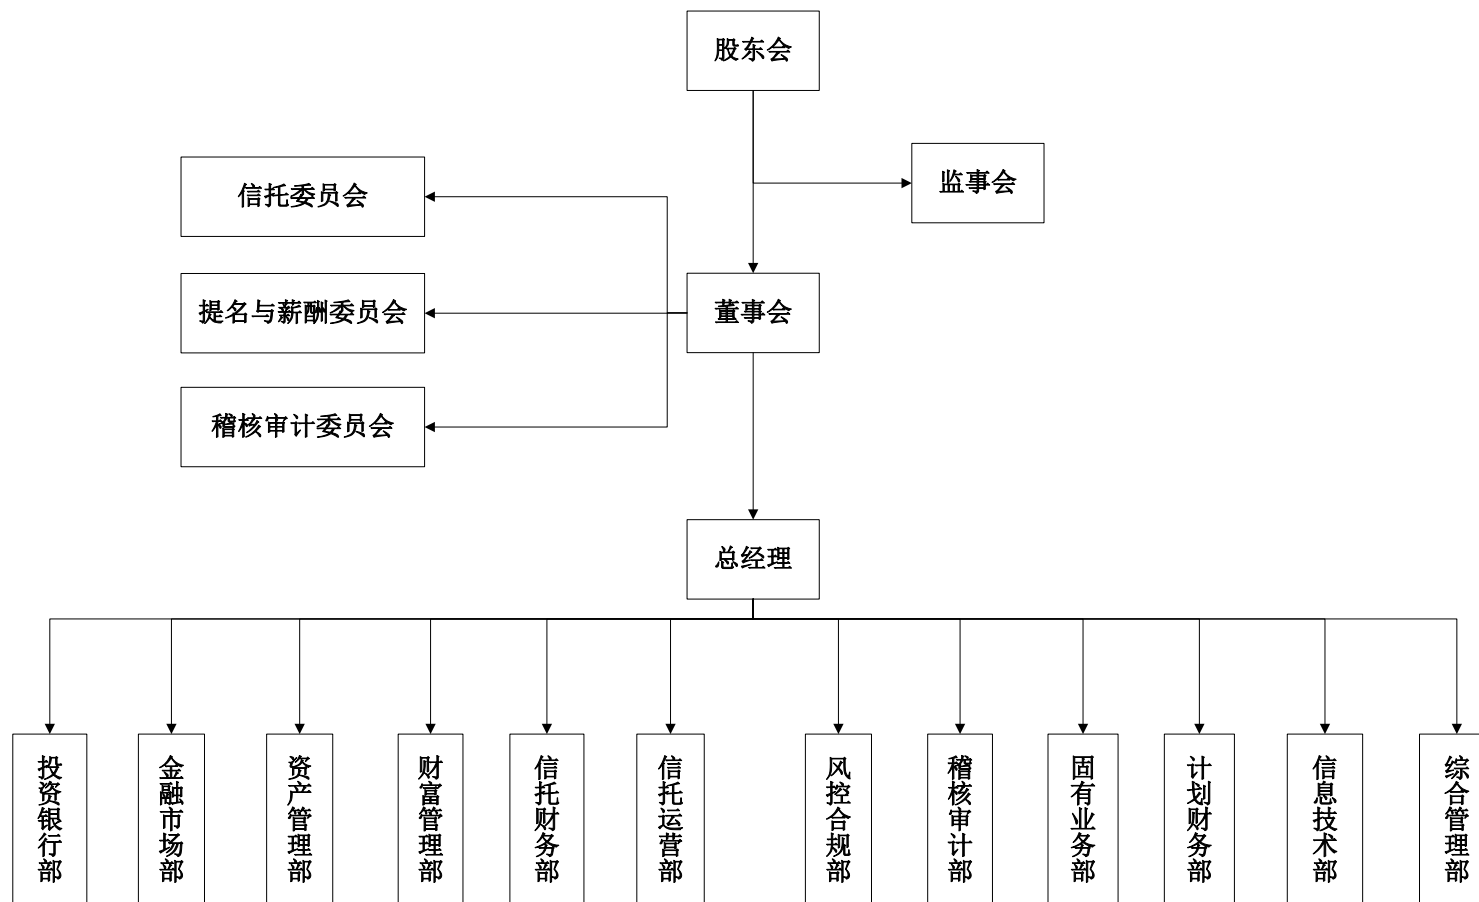 股东会
监事会
信托委员会
提名与薪酬委员会
董事会
稽核审计委员会
总经理
投资银行部
金融市场部
资产管理部
财富管理部
信托财务部
信托运营部
风控合规部
稽核审计部
固有业务部
计划财务部
信息技术部
综合管理部